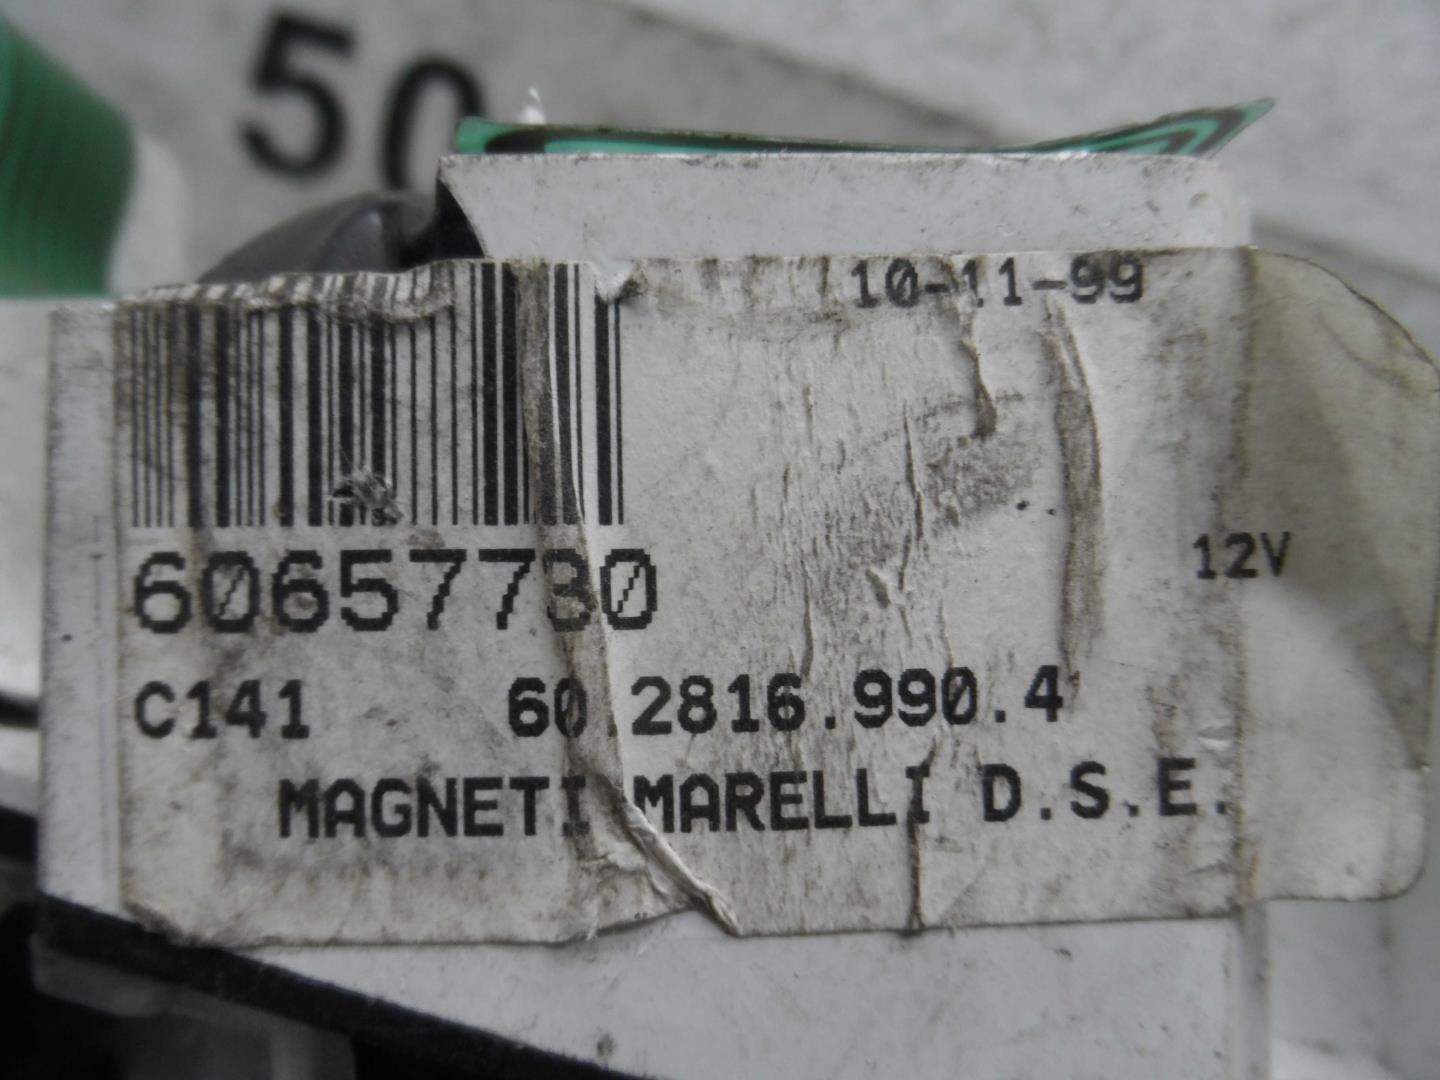 50
10-11-99
12V
60657730
C141 60.2816.990.4
MAGNETI MARELLI D.S.E.